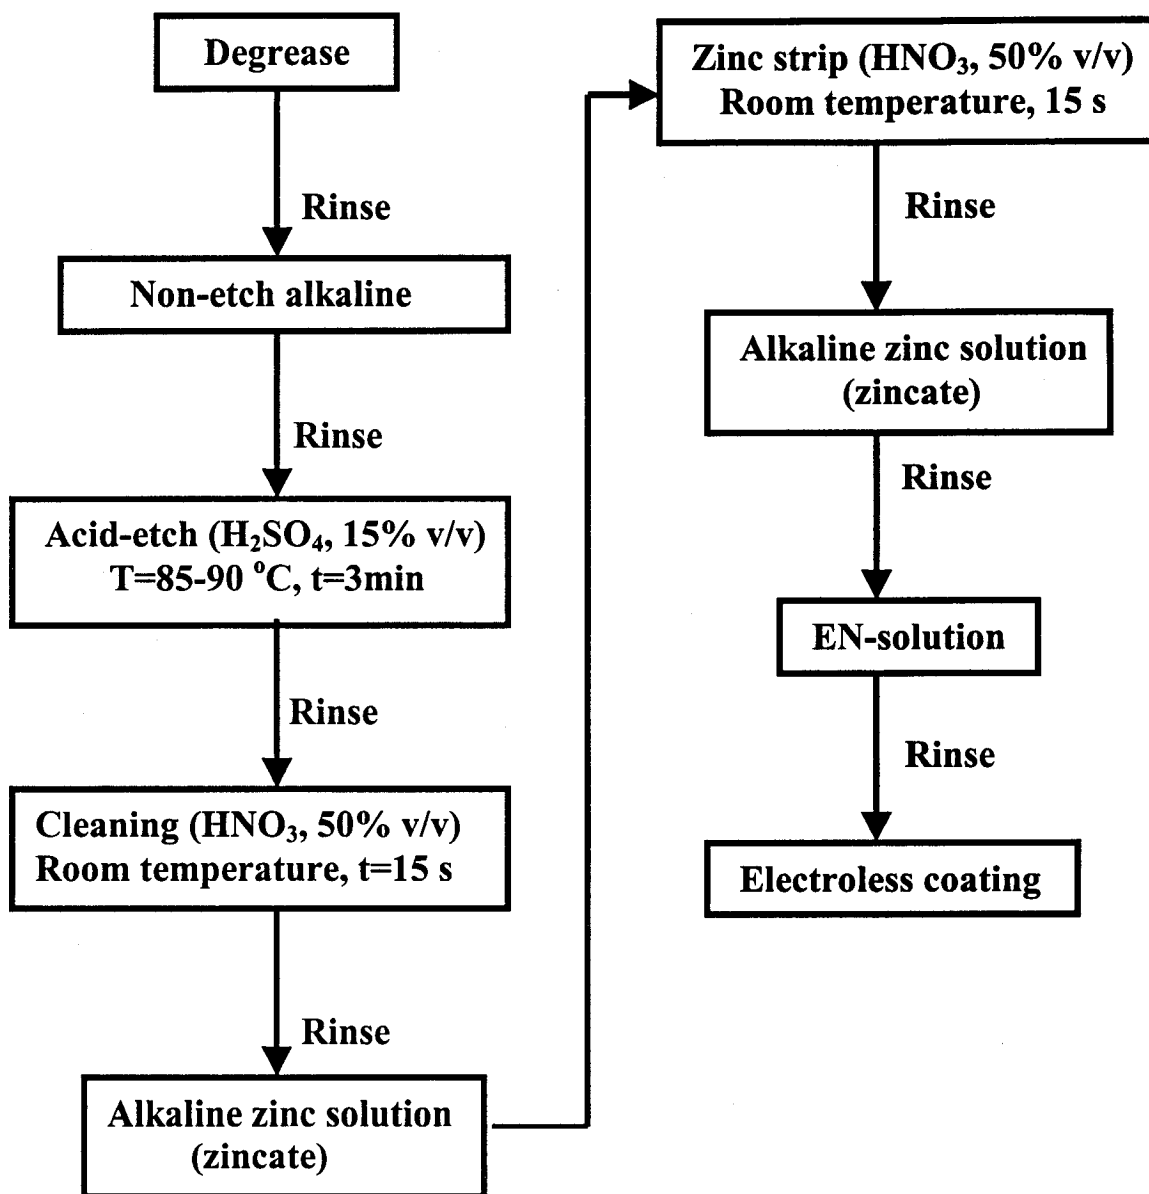 Degrease
Rinse
Non-etch alkaline
Rinse
Acid-etch (H₂SO₄, 15% v/v)
T=85-90 °C, t=3min
Rinse
Cleaning (HNO₃, 50% v/v)
Room temperature, t=15 s
Rinse
Alkaline zinc solution
(zincate)
Zinc strip (HNO₃, 50% v/v)
Room temperature, 15 s
Rinse
Alkaline zinc solution
(zincate)
Rinse
EN-solution
Rinse
Electroless coating